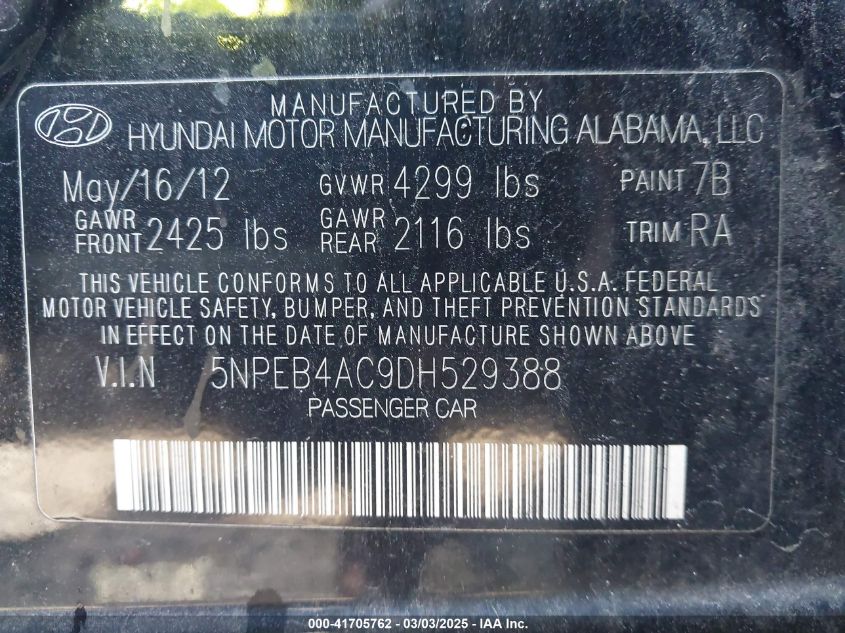 MANUFACTURED BY
HYUNDAI MOTOR MANUFACTURING ALABAMA, LLC
May/16/12 GVWR 4299 lbs PAINT 7B
GAWR FRONT 2425 lbs GAWR REAR 2116 lbs TRIM RA
THIS VEHICLE CONFORMS TO ALL APPLICABLE U.S.A. FEDERAL
MOTOR VEHICLE SAFETY, BUMPER, AND THEFT PREVENTION STANDARDS
IN EFFECT ON THE DATE OF MANUFACTURE SHOWN ABOVE
V.I.N 5NPEB4AC9DH529388
PASSENGER CAR
000-41705762 - 03/03/2025 - © IAA Inc.